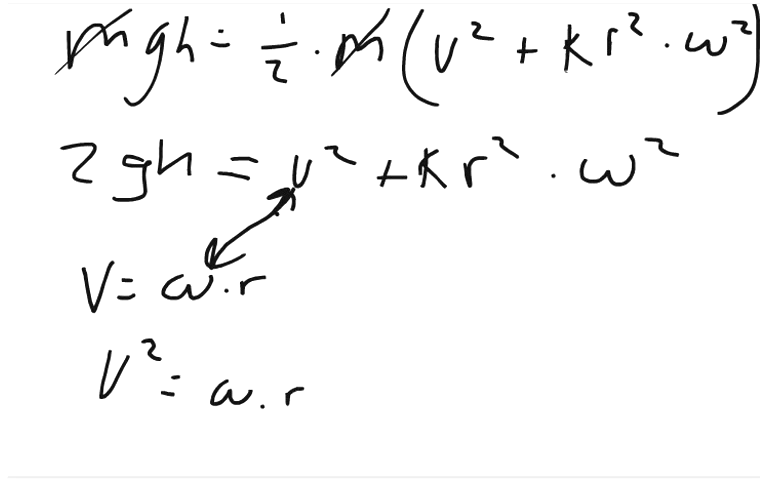 mgh = 1/2 · m(v² + kr² · ω²)
2gh = v² + kr² · ω²
V = ω · r
V² = ω · r